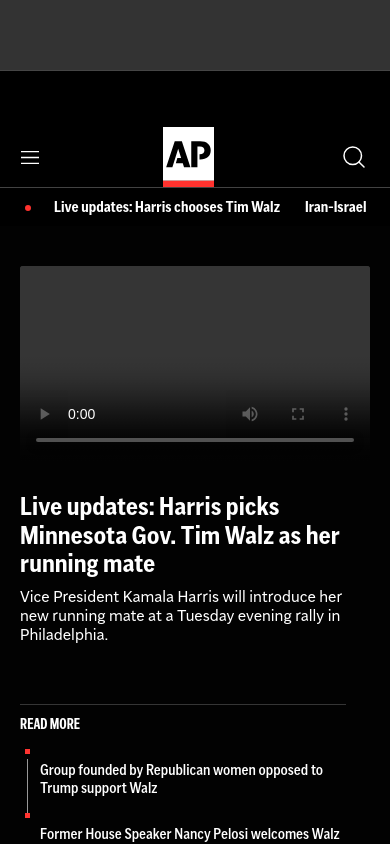 AP
Live updates: Harris chooses Tim Walz Iran-Israel
0:00
Live updates: Harris picks
Minnesota Gov. Tim Walz as her
running mate
Vice President Kamala Harris will introduce her
new running mate at a Tuesday evening rally in
Philadelphia.
READ MORE
Group founded by Republican women opposed to
Trump support Walz
Former House Speaker Nancy Pelosi welcomes Walz